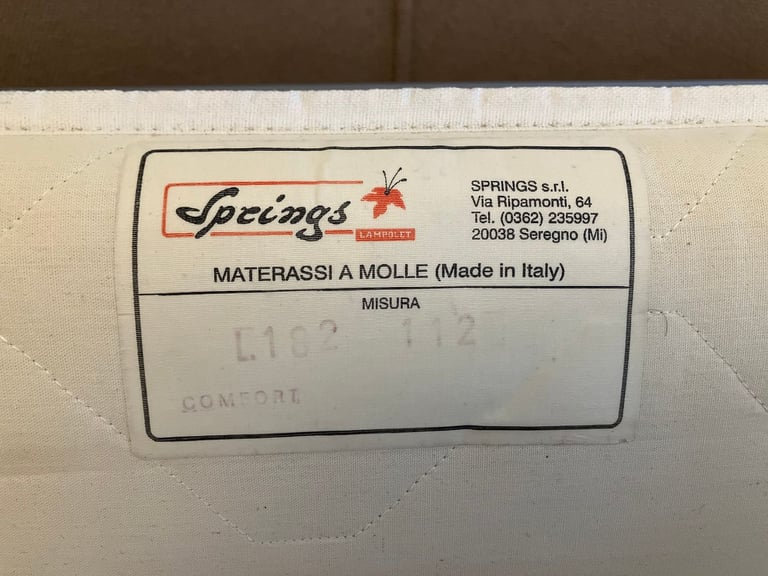 Springs
LAMPOLET
SPRINGS s.r.l.
Via Ripamonti, 64
Tel. (0362) 235997
20038 Seregno (Mi)
MATERASSI A MOLLE (Made in Italy)
MISURA
L182 112
COMFORT